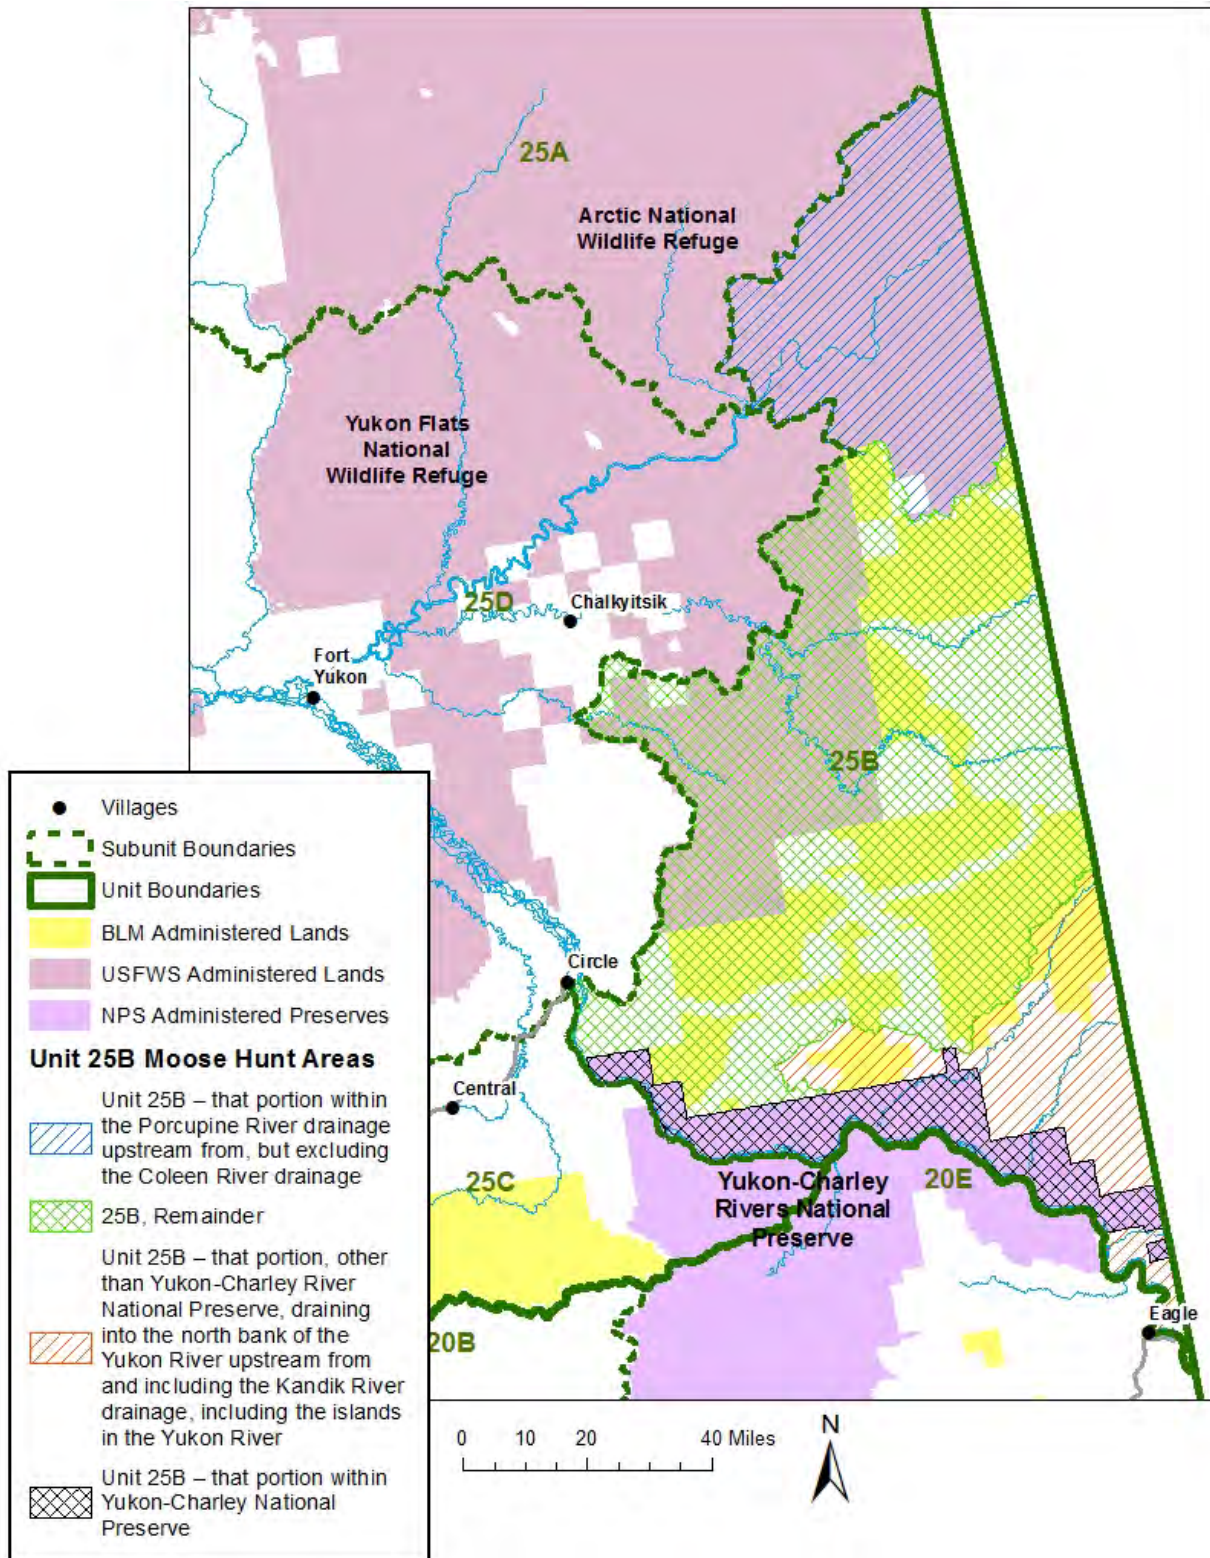 25A
Arctic National
Wildlife Refuge
Yukon Flats
National
Wildlife Refuge
25D
Chalkyitsik
Fort
Yukon
25B
Circle
Central
25C
Yukon-Charley
Rivers National
Preserve
20E
Eagle
20B
Villages
Subunit Boundaries
Unit Boundaries
BLM Administered Lands
USFWS Administered Lands
NPS Administered Preserves
Unit 25B Moose Hunt Areas
Unit 25B – that portion within
the Porcupine River drainage
upstream from, but excluding
the Coleen River drainage
25B, Remainder
Unit 25B – that portion, other
than Yukon-Charley River
National Preserve, draining
into the north bank of the
Yukon River upstream from
and including the Kandik River
drainage, including the islands
in the Yukon River
Unit 25B – that portion within
Yukon-Charley National
Preserve
0 10 20 40 Miles
N